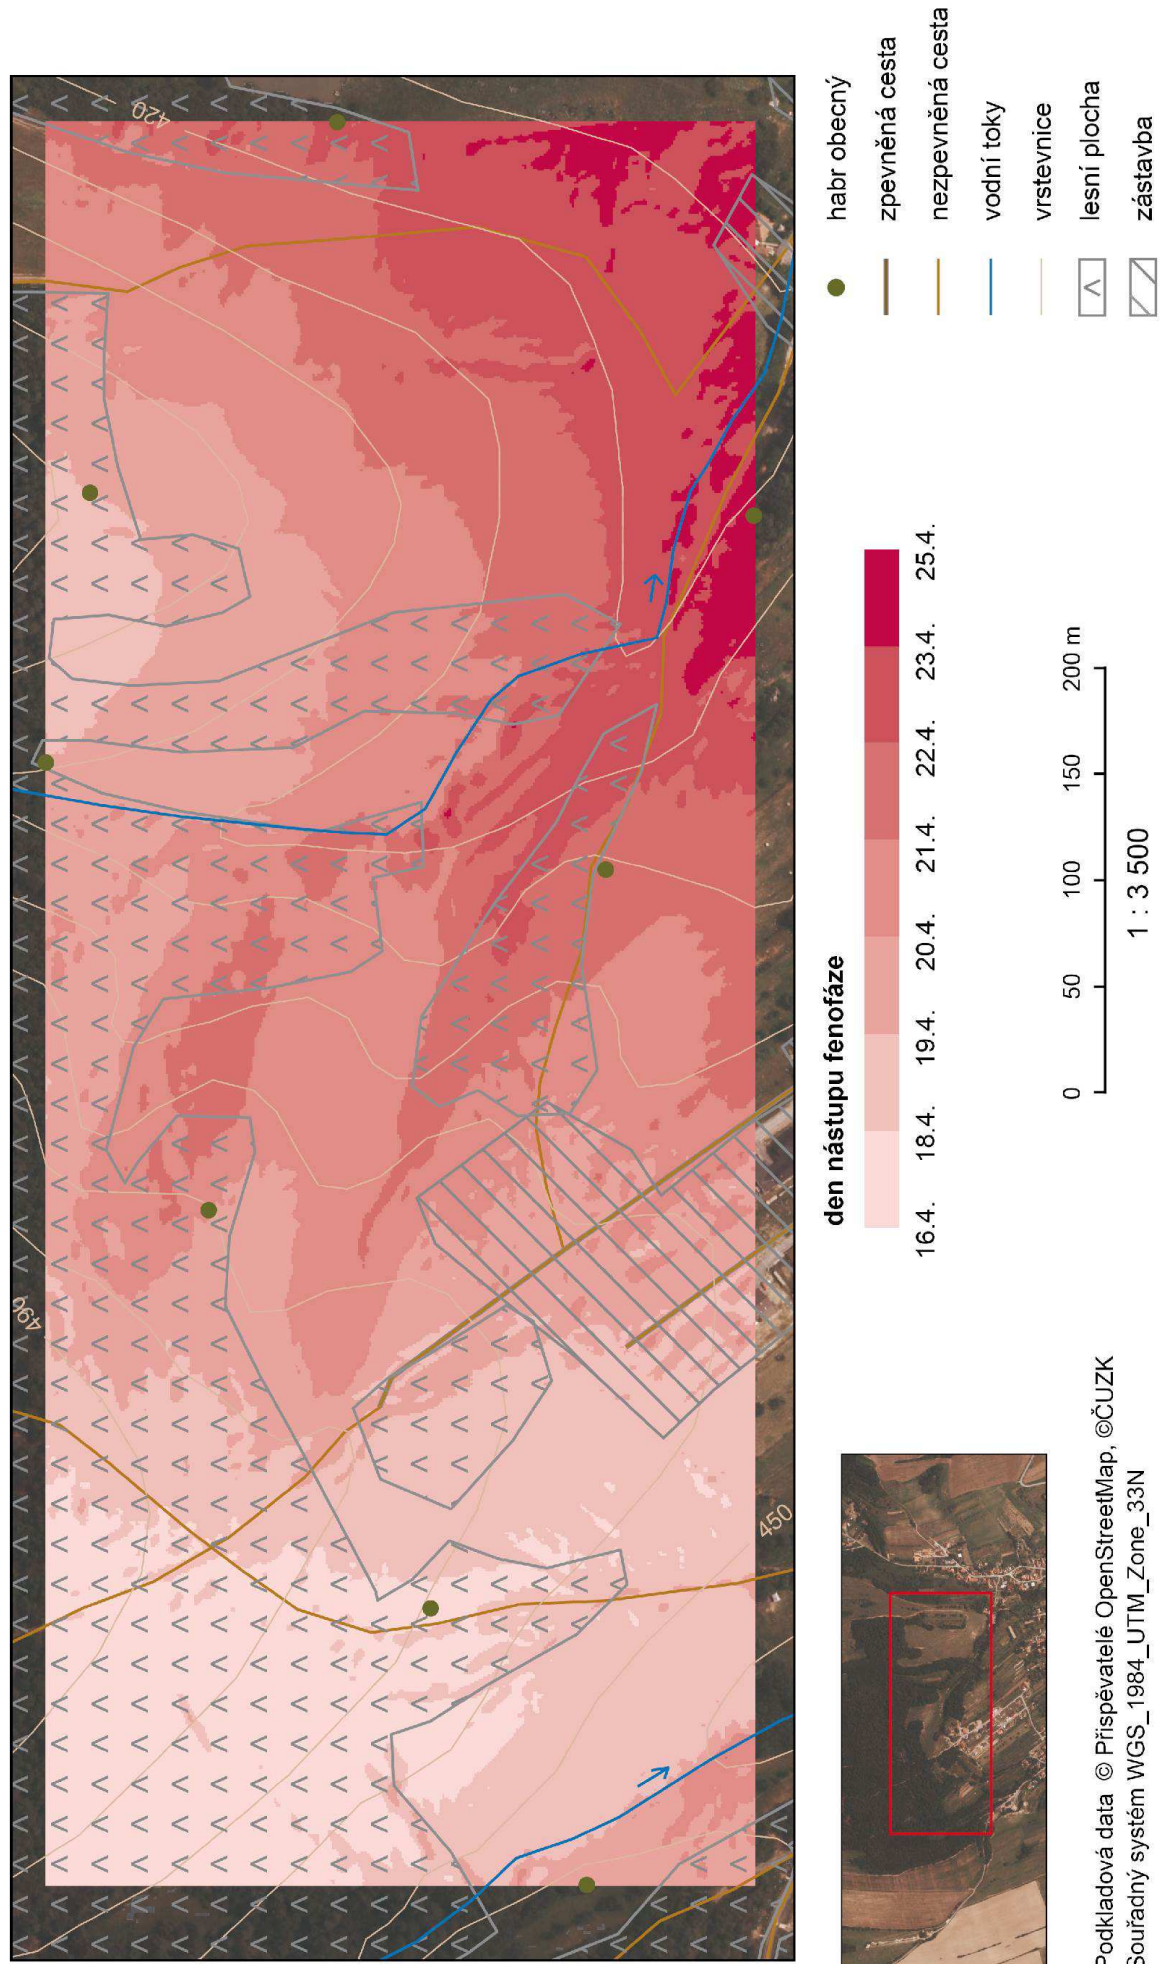 420
490
450
den nástupu fenofáze
16.4. 18.4. 19.4. 20.4. 21.4. 22.4. 23.4. 25.4.
0 50 100 150 200 m
1 : 3 500
habr obecný
zpevněná cesta
nezpevněná cesta
vodní toky
vrstevnice
lesní plocha
zástavba
Podkladová data © Přispěvatelé OpenStreetMap, ©ČUZK
Souřadný systém WGS_1984_UTM_Zone_33N